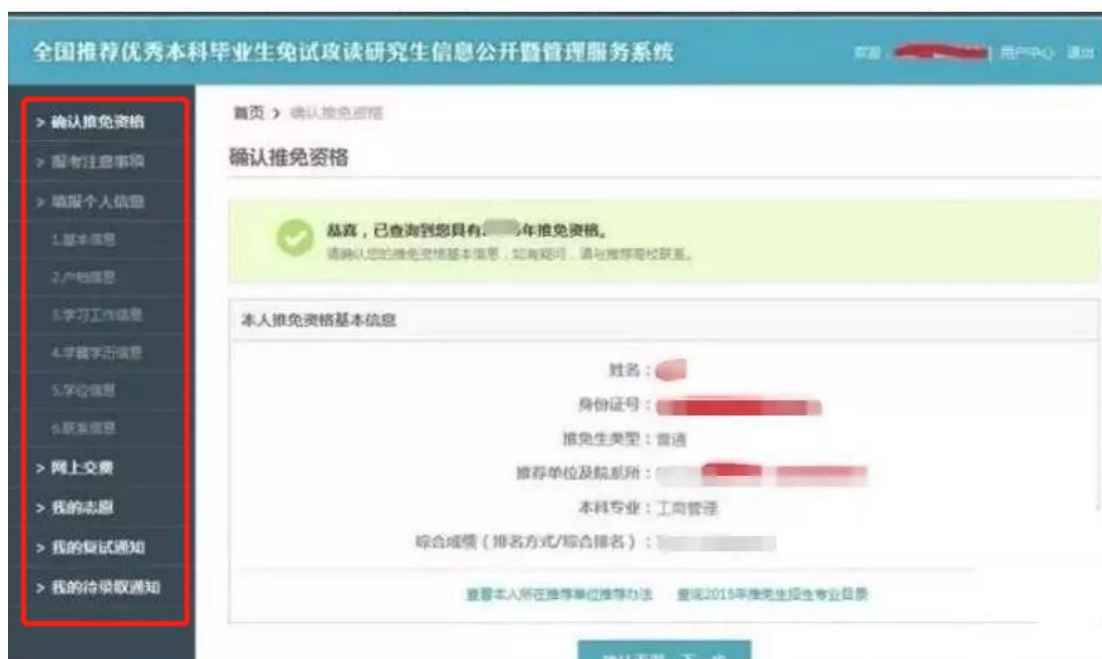 全国推荐优秀本科毕业生免试攻读研究生信息公开暨管理服务系统
欢迎 用户中心 退出
> 确认推免资格
> 报考注意事项
> 填报个人信息
1.基本信息
2.户档信息
3.学习工作信息
4.学籍学历信息
5.学位信息
6.联系信息
> 网上交费
> 我的志愿
> 我的复试通知
> 我的待录取通知
首页 > 确认推免资格
确认推免资格
恭喜，已查询到您具有 年推免资格。
请确认您的推免资格基本信息，如有疑问，请与推荐高校联系。
本人推免资格基本信息
姓名：
身份证号：
推免生类型：普通
推荐单位及院系所：
本科专业：工商管理
综合成绩（排名方式/综合排名）：
查看本人所在推荐单位推荐办法 查询2015年推免生招生专业目录